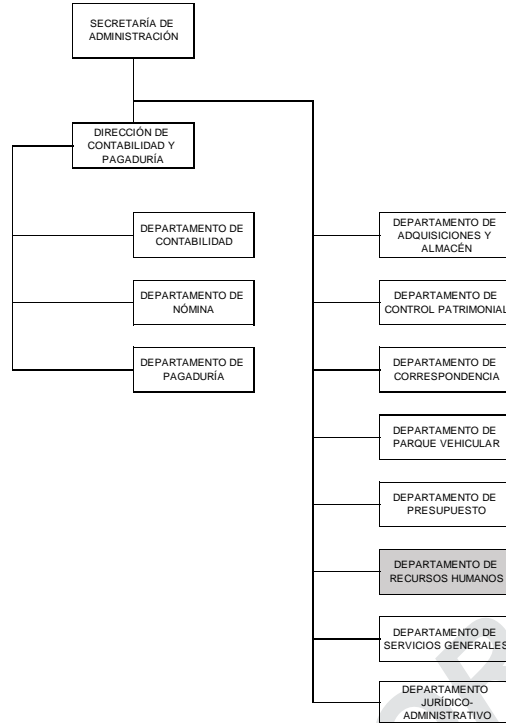 SECRETARÍA DE
ADMINISTRACIÓN
DIRECCIÓN DE
CONTABILIDAD Y
PAGADURÍA
DEPARTAMENTO DE
CONTABILIDAD
DEPARTAMENTO DE
NÓMINA
DEPARTAMENTO DE
PAGADURÍA
DEPARTAMENTO DE
ADQUISICIONES Y
ALMACÉN
DEPARTAMENTO DE
CONTROL PATRIMONIAL
DEPARTAMENTO DE
CORRESPONDENCIA
DEPARTAMENTO DE
PARQUE VEHICULAR
DEPARTAMENTO DE
PRESUPUESTO
DEPARTAMENTO DE
RECURSOS HUMANOS
DEPARTAMENTO DE
SERVICIOS GENERALES
DEPARTAMENTO
JURÍDICO-
ADMINISTRATIVO